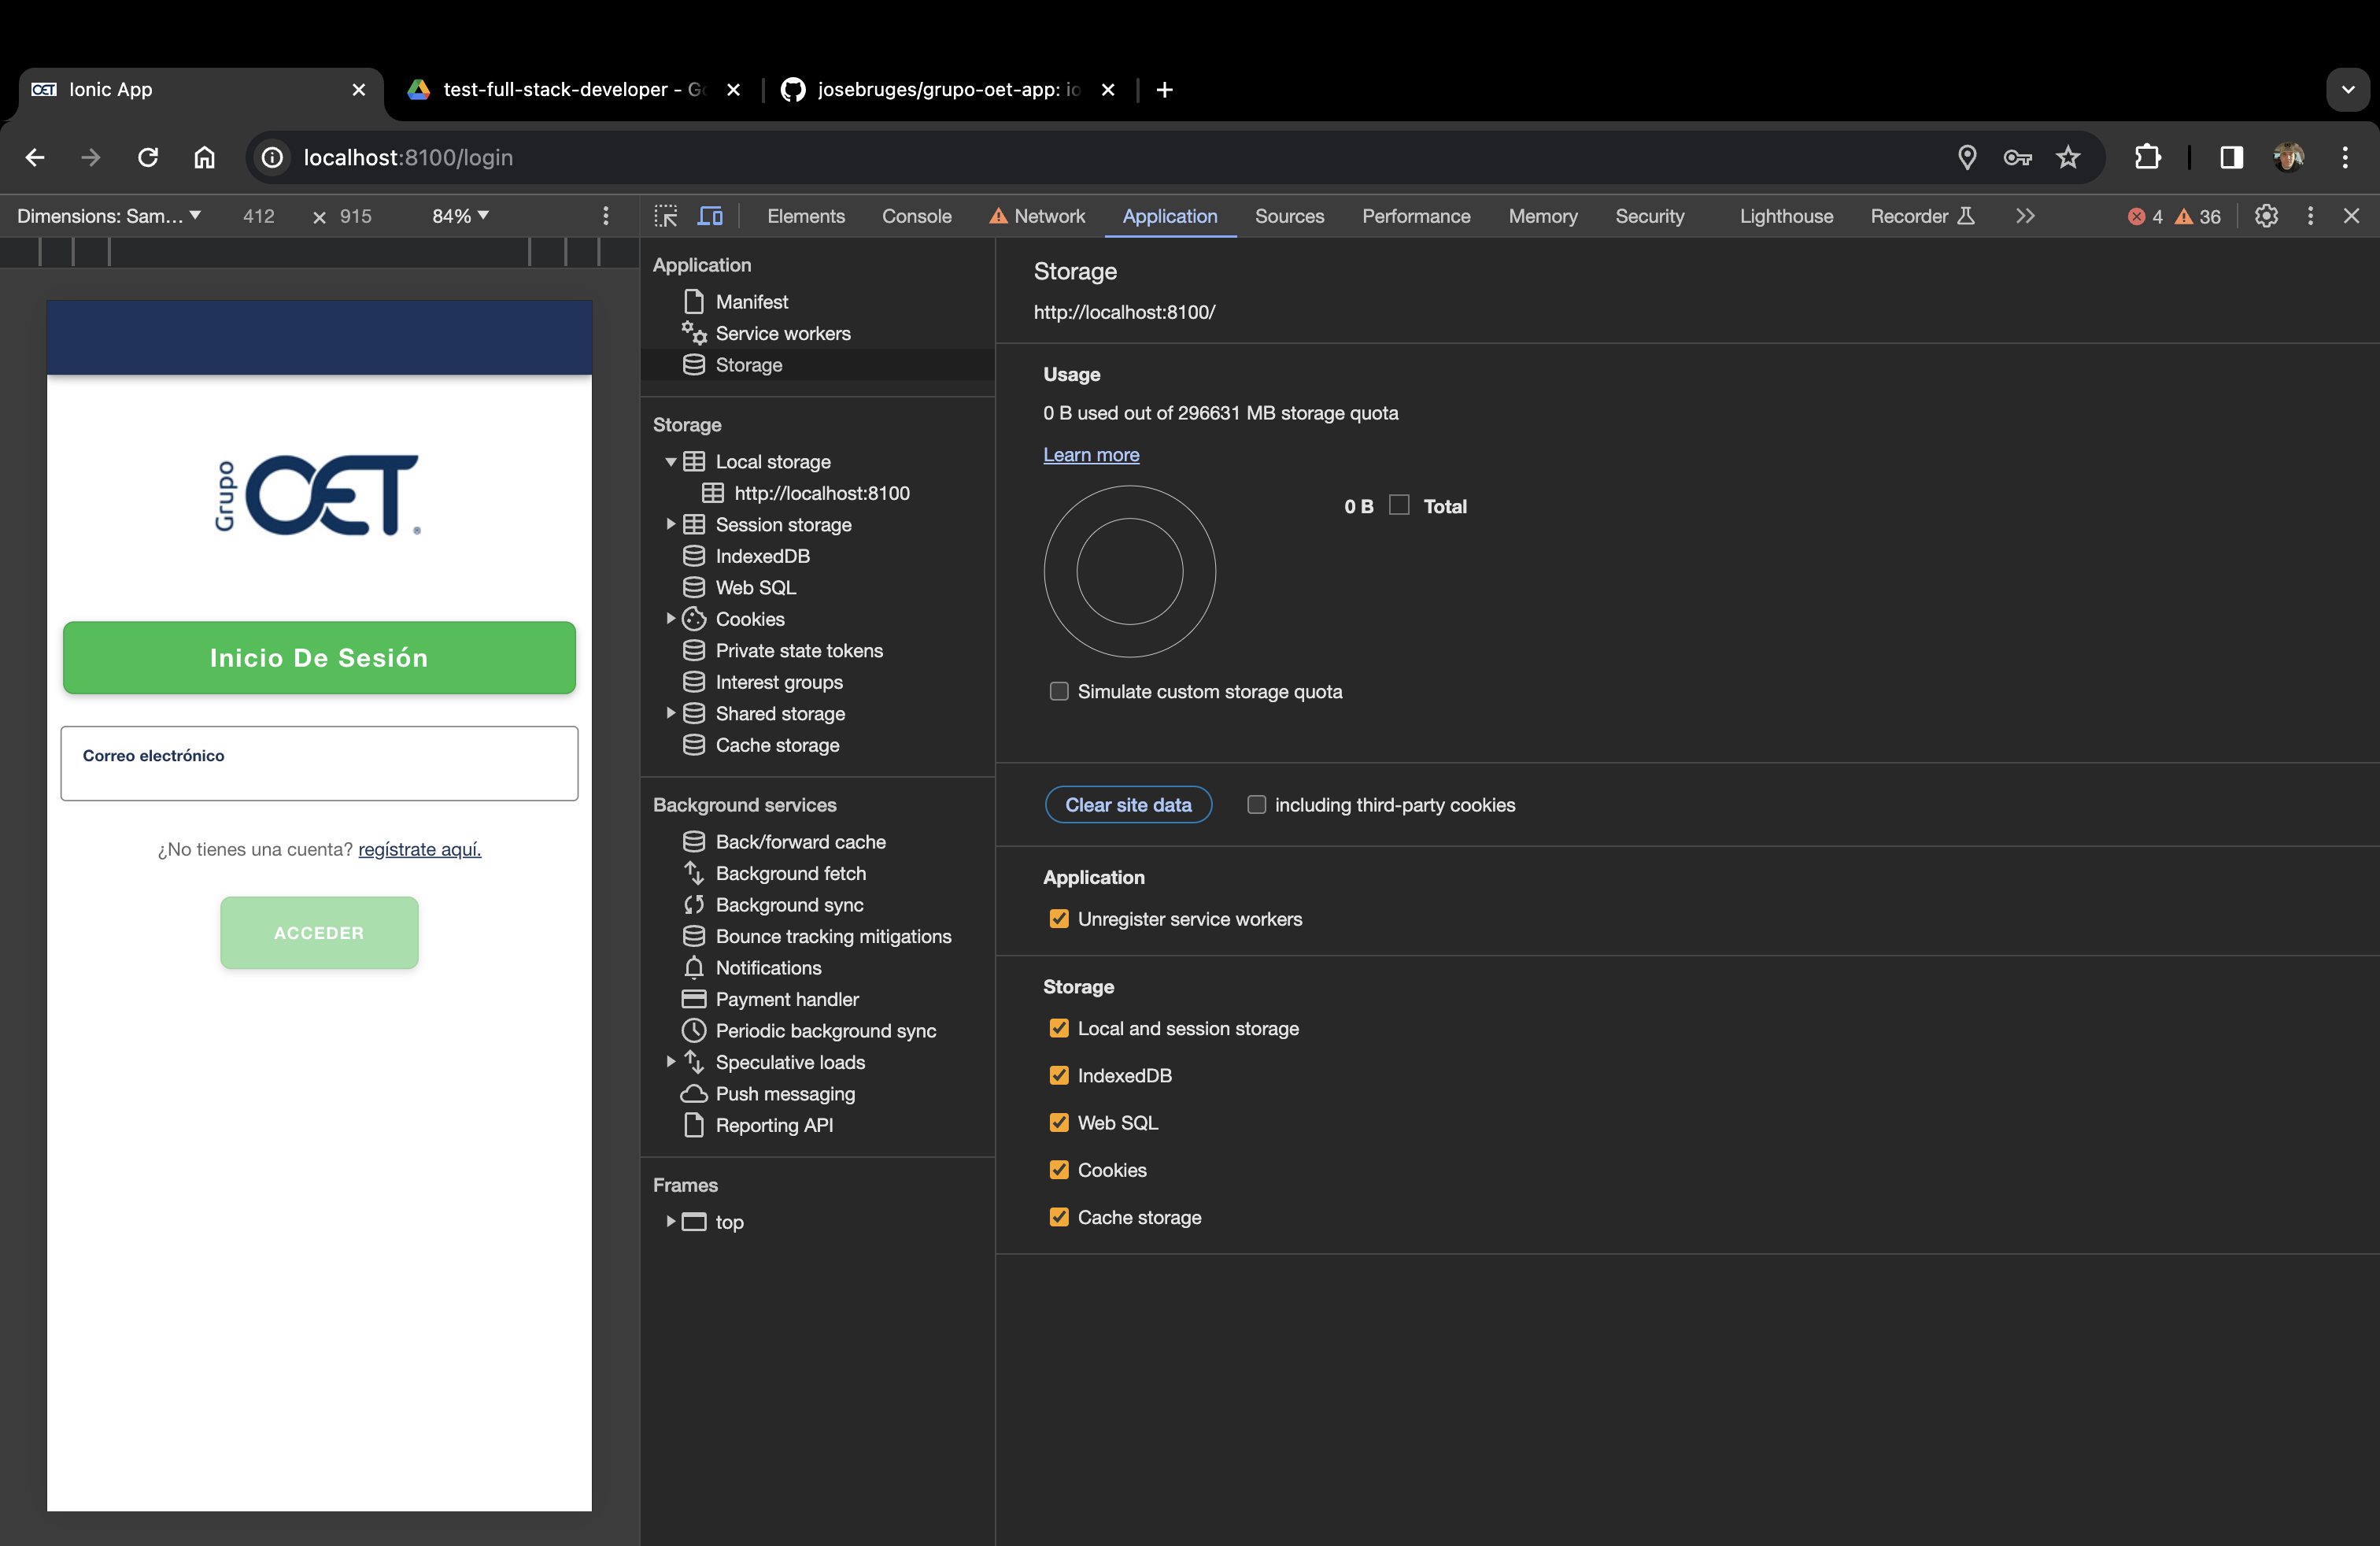 Ionic App
test-full-stack-developer - Go
josebruges/grupo-oet-app: io
localhost:8100/login
Dimensions: Sam... 412 × 915 84%
Elements Console Network Application Sources Performance Memory Security Lighthouse Recorder 4 36
Grupo OET ®
Inicio De Sesión
Correo electrónico
¿No tienes una cuenta? regístrate aquí.
ACCEDER
Application
Manifest
Service workers
Storage
Storage
Local storage
http://localhost:8100
Session storage
IndexedDB
Web SQL
Cookies
Private state tokens
Interest groups
Shared storage
Cache storage
Background services
Back/forward cache
Background fetch
Background sync
Bounce tracking mitigations
Notifications
Payment handler
Periodic background sync
Speculative loads
Push messaging
Reporting API
Frames
top
Storage
http://localhost:8100/
Usage
0 B used out of 296631 MB storage quota
Learn more
0 B Total
Simulate custom storage quota
Clear site data including third-party cookies
Application
Unregister service workers
Storage
Local and session storage
IndexedDB
Web SQL
Cookies
Cache storage